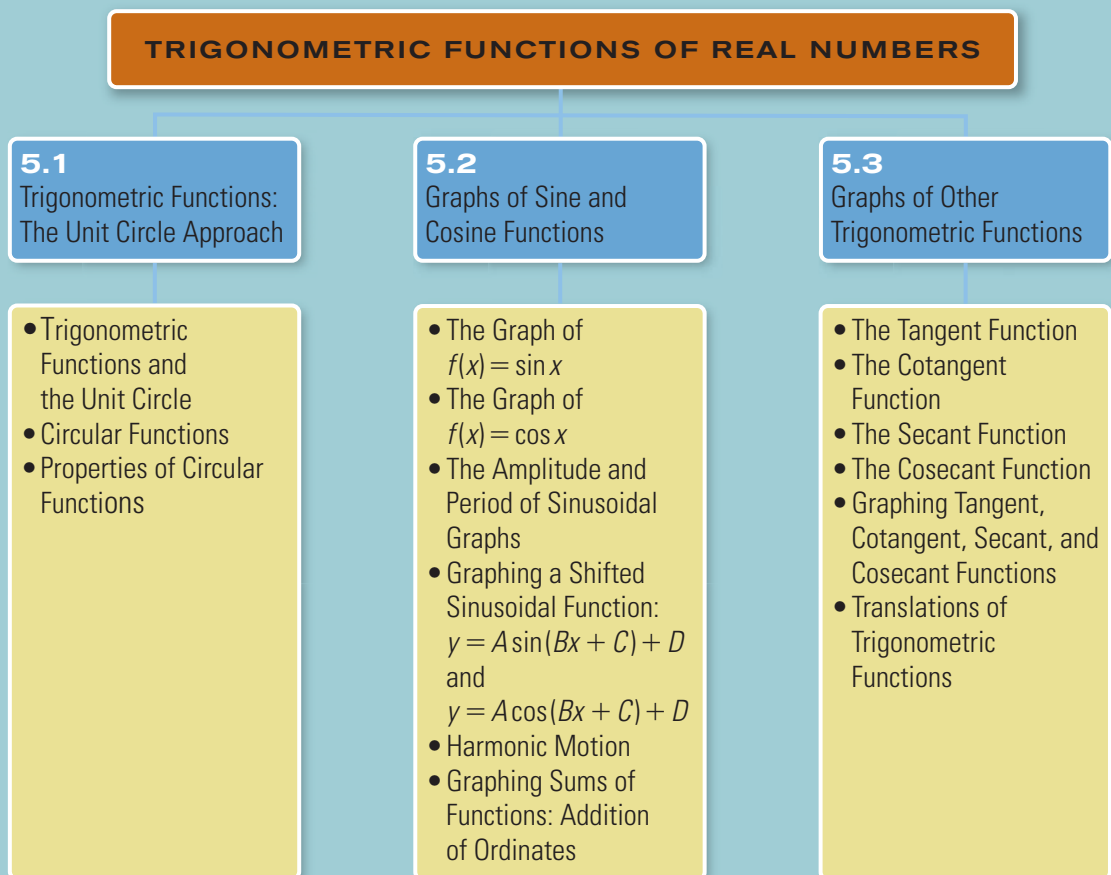 TRIGONOMETRIC FUNCTIONS OF REAL NUMBERS
5.1
Trigonometric Functions:
The Unit Circle Approach
• Trigonometric
Functions and
the Unit Circle
• Circular Functions
• Properties of Circular
Functions
5.2
Graphs of Sine and
Cosine Functions
• The Graph of
f(x) = sin x
• The Graph of
f(x) = cos x
• The Amplitude and
Period of Sinusoidal
Graphs
• Graphing a Shifted
Sinusoidal Function:
y = A sin(Bx + C) + D
and
y = A cos(Bx + C) + D
• Harmonic Motion
• Graphing Sums of
Functions: Addition
of Ordinates
5.3
Graphs of Other
Trigonometric Functions
• The Tangent Function
• The Cotangent
Function
• The Secant Function
• The Cosecant Function
• Graphing Tangent,
Cotangent, Secant, and
Cosecant Functions
• Translations of
Trigonometric
Functions